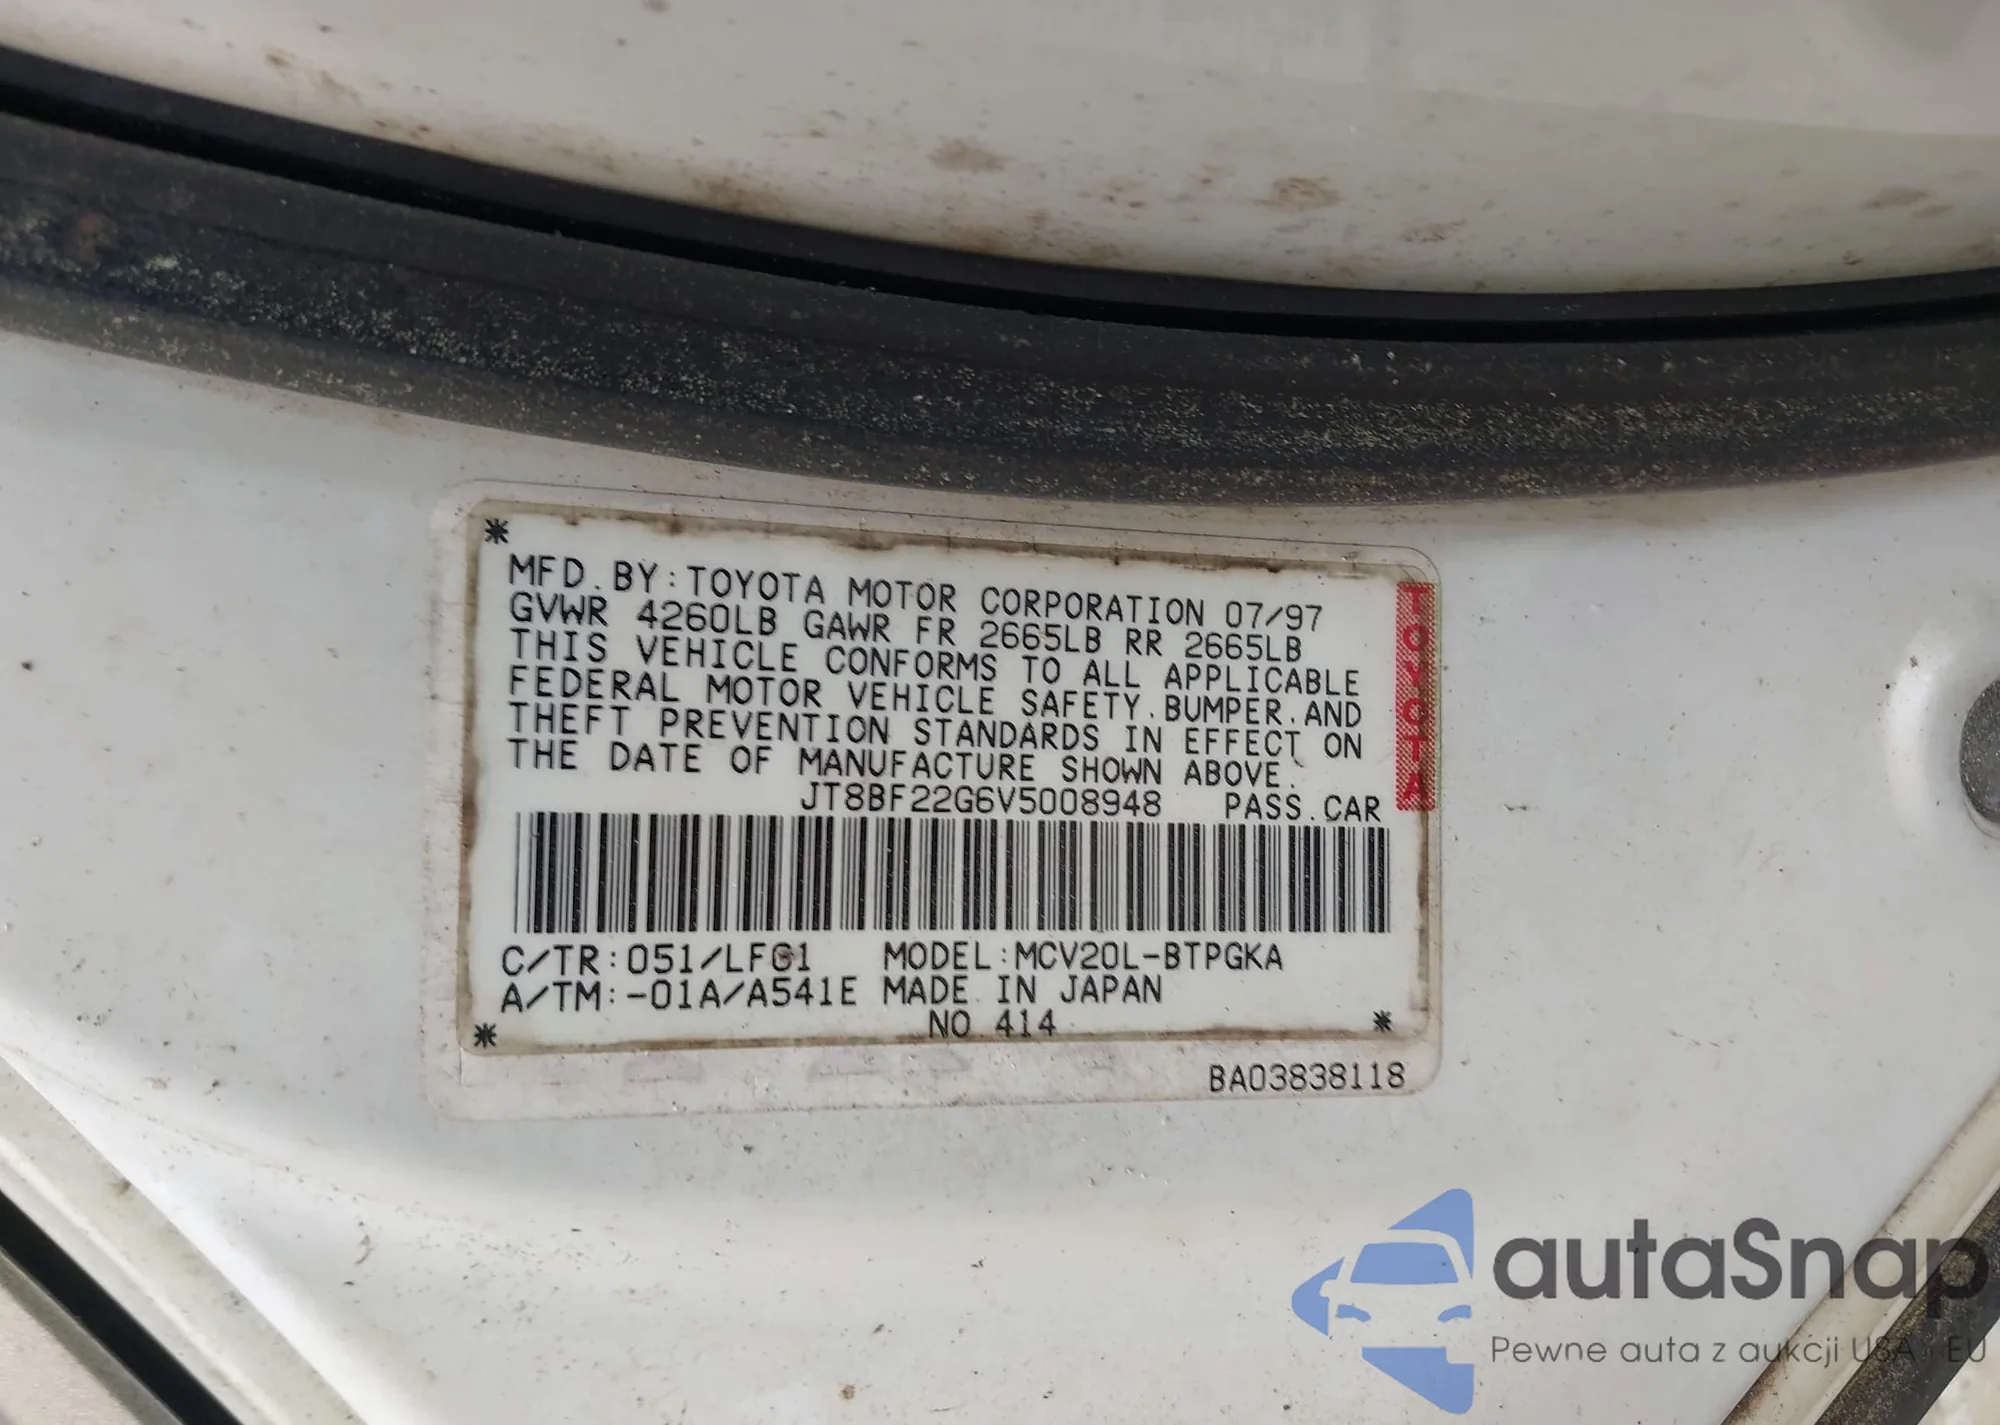 MFD.BY:TOYOTA MOTOR CORPORATION 07/97
GVWR 4260LB GAWR FR 2665LB RR 2665LB
THIS VEHICLE CONFORMS TO ALL APPLICABLE
FEDERAL MOTOR VEHICLE SAFETY.BUMPER.AND
THEFT PREVENTION STANDARDS IN EFFECT ON
THE DATE OF MANUFACTURE SHOWN ABOVE.
JT8BF22G6V5008948 PASS.CAR
C/TR:051/LFG1 MODEL:MCV20L-BTPGKA
A/TM:-01A/A541E MADE IN JAPAN
NO.414
BA03838118
TOYOTA
autaSnap
Pewne auta z aukcji USA i EU